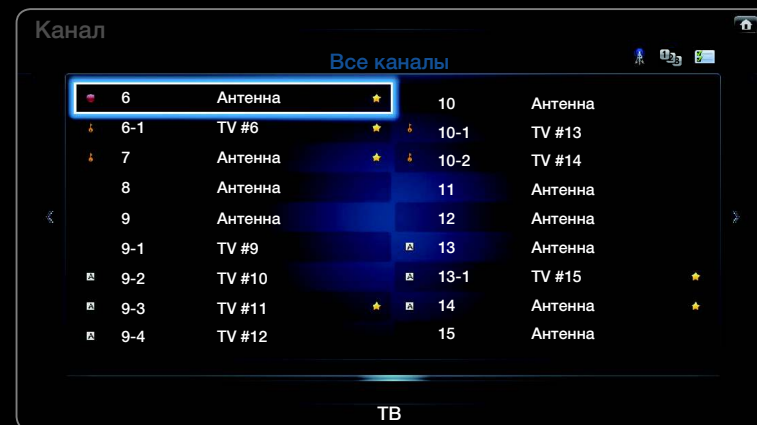 Канал
Все каналы
6 Антенна
6-1 TV #6
7 Антенна
8 Антенна
9 Антенна
9-1 TV #9
A 9-2 TV #10
A 9-3 TV #11
A 9-4 TV #12
10 Антенна
10-1 TV #13
10-2 TV #14
11 Антенна
12 Антенна
A 13 Антенна
A 13-1 TV #15
A 14 Антенна
15 Антенна
ТВ